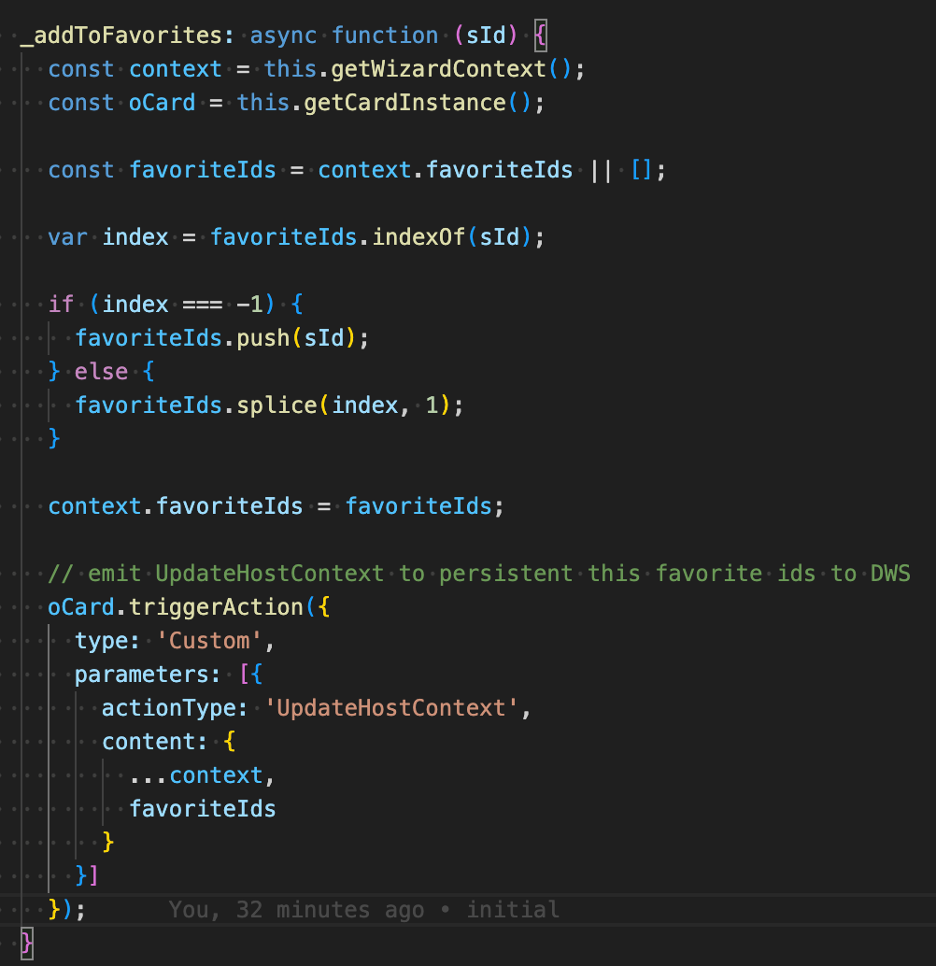 _addToFavorites: async function (sId) {
const context = this.getWizardContext();
const oCard = this.getCardInstance();
const favoriteIds = context.favoriteIds || [];
var index = favoriteIds.indexOf(sId);
if (index === -1) {
favoriteIds.push(sId);
} else {
favoriteIds.splice(index, 1);
}
context.favoriteIds = favoriteIds;
// emit UpdateHostContext to persistent this favorite ids to DWS
oCard.triggerAction({
type: 'Custom',
parameters: [{
actionType: 'UpdateHostContext',
content: {
...context,
favoriteIds
}
}]
}); You, 32 minutes ago • initial
}